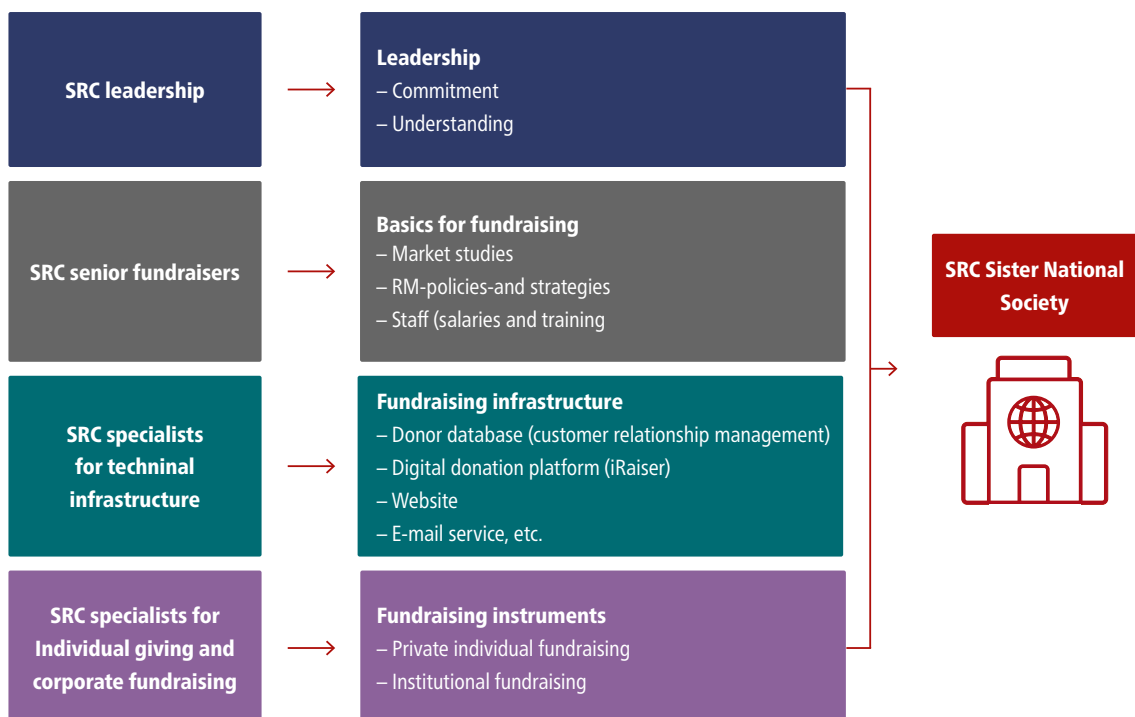 SRC leadership
Leadership
– Commitment
– Understanding
SRC senior fundraisers
Basics for fundraising
– Market studies
– RM-policies-and strategies
– Staff (salaries and training
SRC specialists
for techninal
infrastructure
Fundraising infrastructure
– Donor database (customer relationship management)
– Digital donation platform (iRaiser)
– Website
– E-mail service, etc.
SRC specialists for
Individual giving and
corporate fundraising
Fundraising instruments
– Private individual fundraising
– Institutional fundraising
SRC Sister National
Society